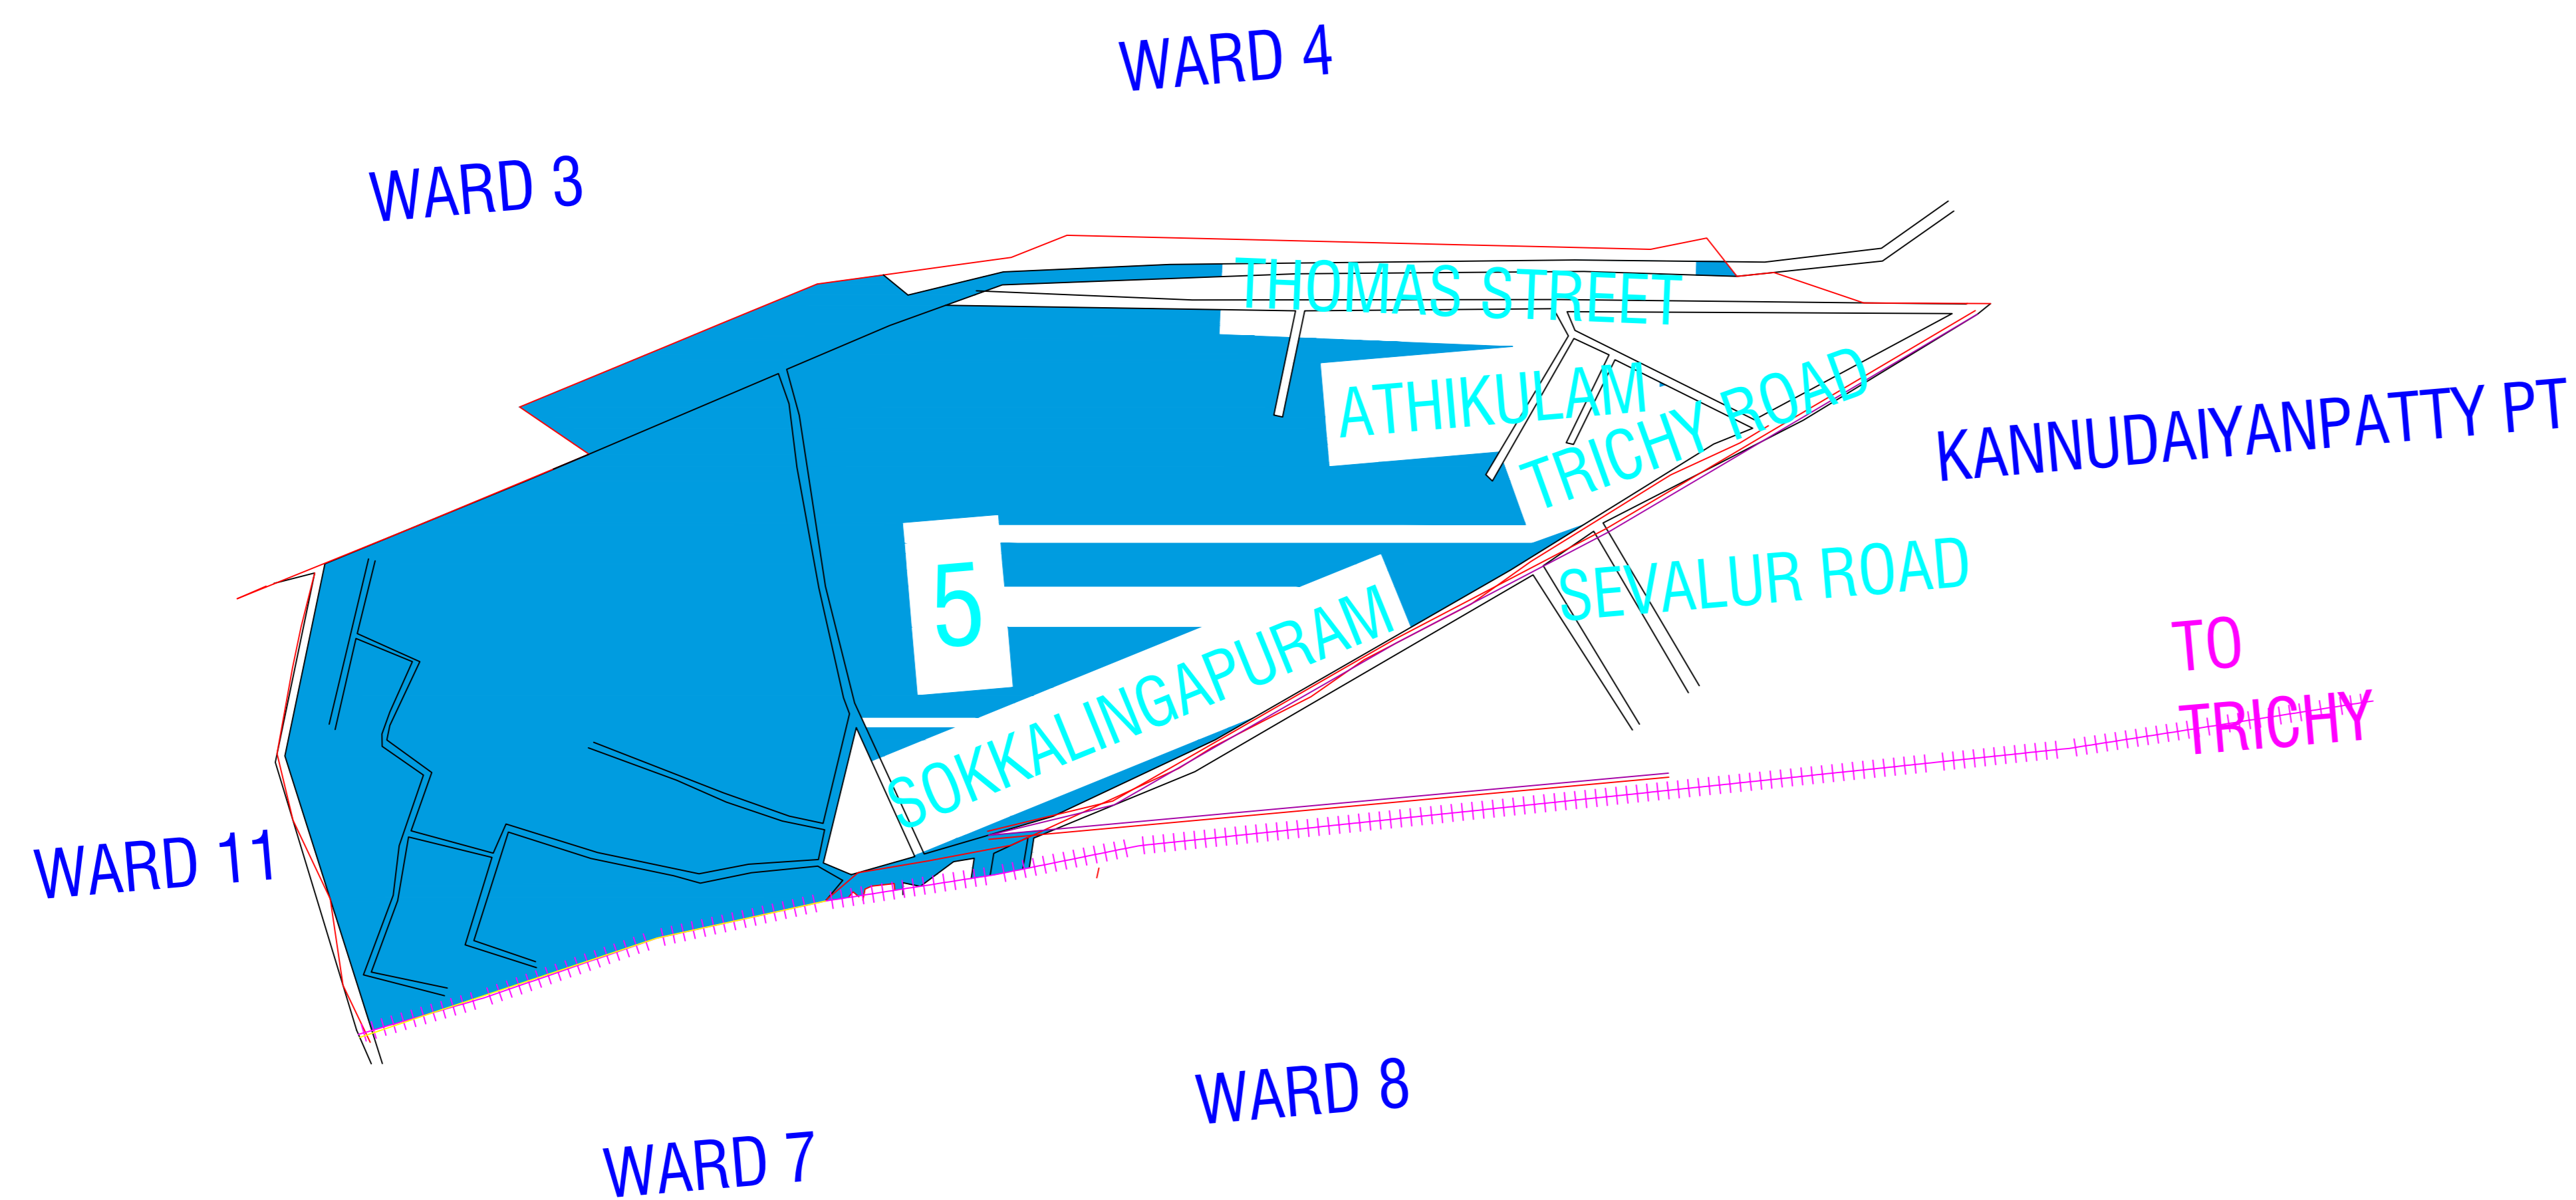 WARD 4
WARD 3
THOMAS STREET
ATHIKULAM
TRICHY ROAD
KANNUDAIYANPATTY PT
5
SEVALUR ROAD
SOKKALINGAPURAM
TO
TRICHY
WARD 11
WARD 8
WARD 7